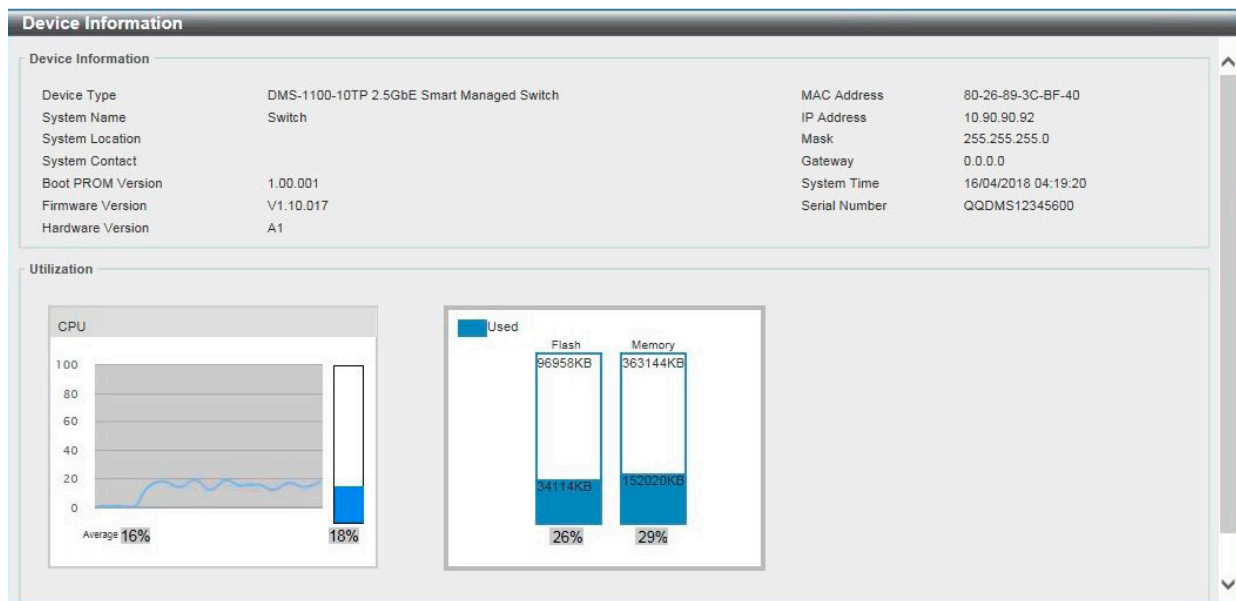 Device Information
Device Information
Device Type DMS-1100-10TP 2.5GbE Smart Managed Switch MAC Address 80-26-89-3C-BF-40
System Name Switch IP Address 10.90.90.92
System Location Mask 255.255.255.0
System Contact Gateway 0.0.0.0
Boot PROM Version 1.00.001 System Time 16/04/2018 04:19:20
Firmware Version V1.10.017 Serial Number QQDMS12345600
Hardware Version A1
Utilization
CPU
100
80
60
40
20
0
Average 16% 18%
Used
Flash Memory
96958KB 363144KB
34114KB 152020KB
26% 29%